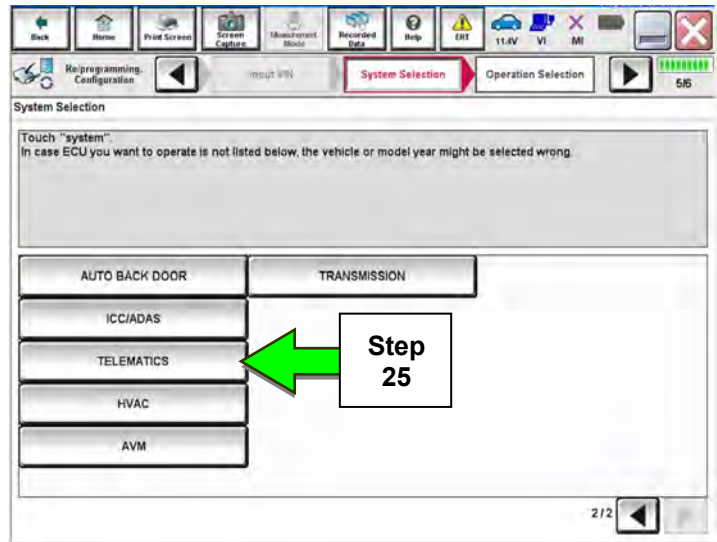 Back
Home
Print Screen
Screen Capture
Measurement Mode
Recorded Data
Help
ERT
11.4V
VI
MI
Re/programming, Configuration
Input VIN
System Selection
Operation Selection
5/6
System Selection
Touch "system".
In case ECU you want to operate is not listed below, the vehicle or model year might be selected wrong.
AUTO BACK DOOR
TRANSMISSION
ICC/ADAS
TELEMATICS
Step
25
HVAC
AVM
2/2